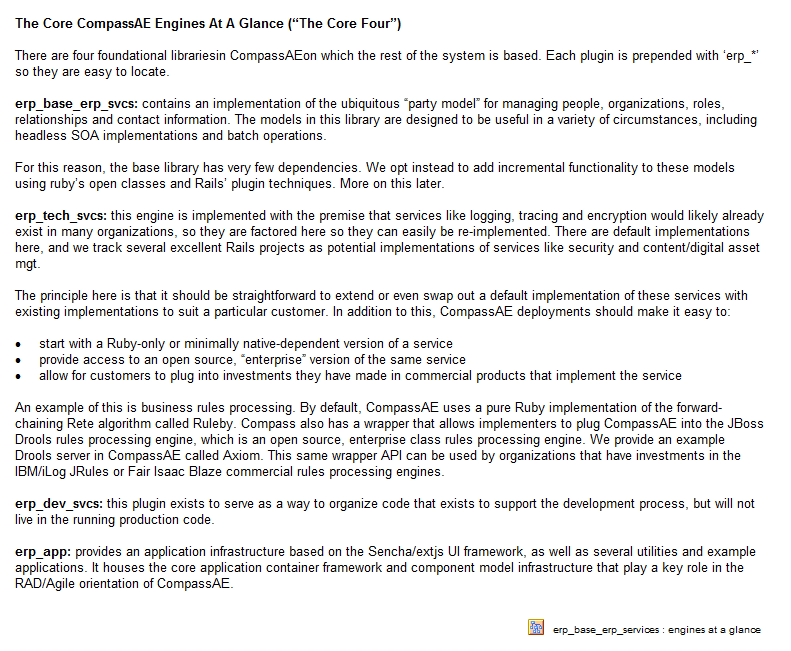 The Core CompassAE Engines At A Glance (“The Core Four”)
There are four foundational librariesin CompassAEon which the rest of the system is based. Each plugin is prepended with ‘erp_*’
so they are easy to locate.
erp_base_erp_svcs: contains an implementation of the ubiquitous “party model” for managing people, organizations, roles,
relationships and contact information. The models in this library are designed to be useful in a variety of circumstances, including
headless SOA implementations and batch operations.
For this reason, the base library has very few dependencies. We opt instead to add incremental functionality to these models
using ruby’s open classes and Rails’ plugin techniques. More on this later.
erp_tech_svcs: this engine is implemented with the premise that services like logging, tracing and encryption would likely already
exist in many organizations, so they are factored here so they can easily be re-implemented. There are default implementations
here, and we track several excellent Rails projects as potential implementations of services like security and content/digital asset
mgt.
The principle here is that it should be straightforward to extend or even swap out a default implementation of these services with
existing implementations to suit a particular customer. In addition to this, CompassAE deployments should make it easy to:
• start with a Ruby-only or minimally native-dependent version of a service
• provide access to an open source, “enterprise” version of the same service
• allow for customers to plug into investments they have made in commercial products that implement the service
An example of this is business rules processing. By default, CompassAE uses a pure Ruby implementation of the forward-
chaining Rete algorithm called Ruleby. Compass also has a wrapper that allows implementers to plug CompassAE into the JBoss
Drools rules processing engine, which is an open source, enterprise class rules processing engine. We provide an example
Drools server in CompassAE called Axiom. This same wrapper API can be used by organizations that have investments in the
IBM/iLog JRules or Fair Isaac Blaze commercial rules processing engines.
erp_dev_svcs: this plugin exists to serve as a way to organize code that exists to support the development process, but will not
live in the running production code.
erp_app: provides an application infrastructure based on the Sencha/extjs UI framework, as well as several utilities and example
applications. It houses the core application container framework and component model infrastructure that play a key role in the
RAD/Agile orientation of CompassAE.
erp_base_erp_services : engines at a glance